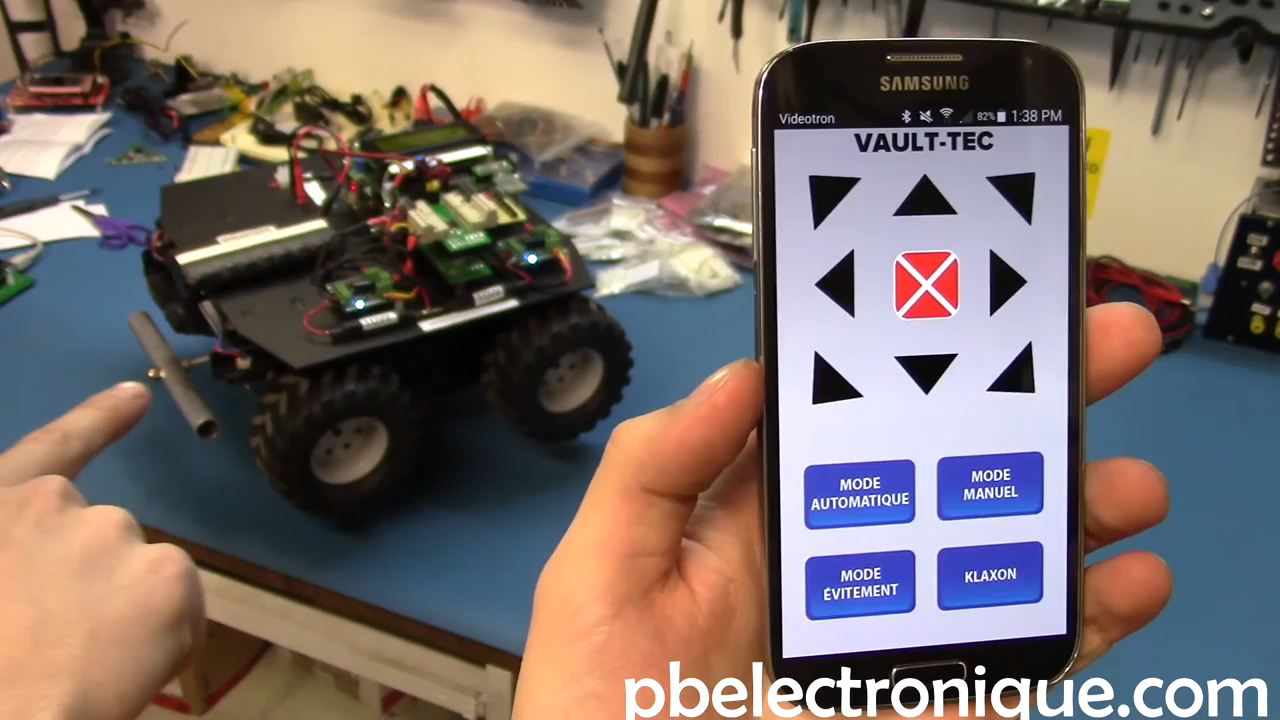 SAMSUNG
Videotron 82% 1:38 PM
VAULT-TEC
MODE
AUTOMATIQUE
MODE
MANUEL
MODE
ÉVITEMENT
KLAXON
pbelectronique.com